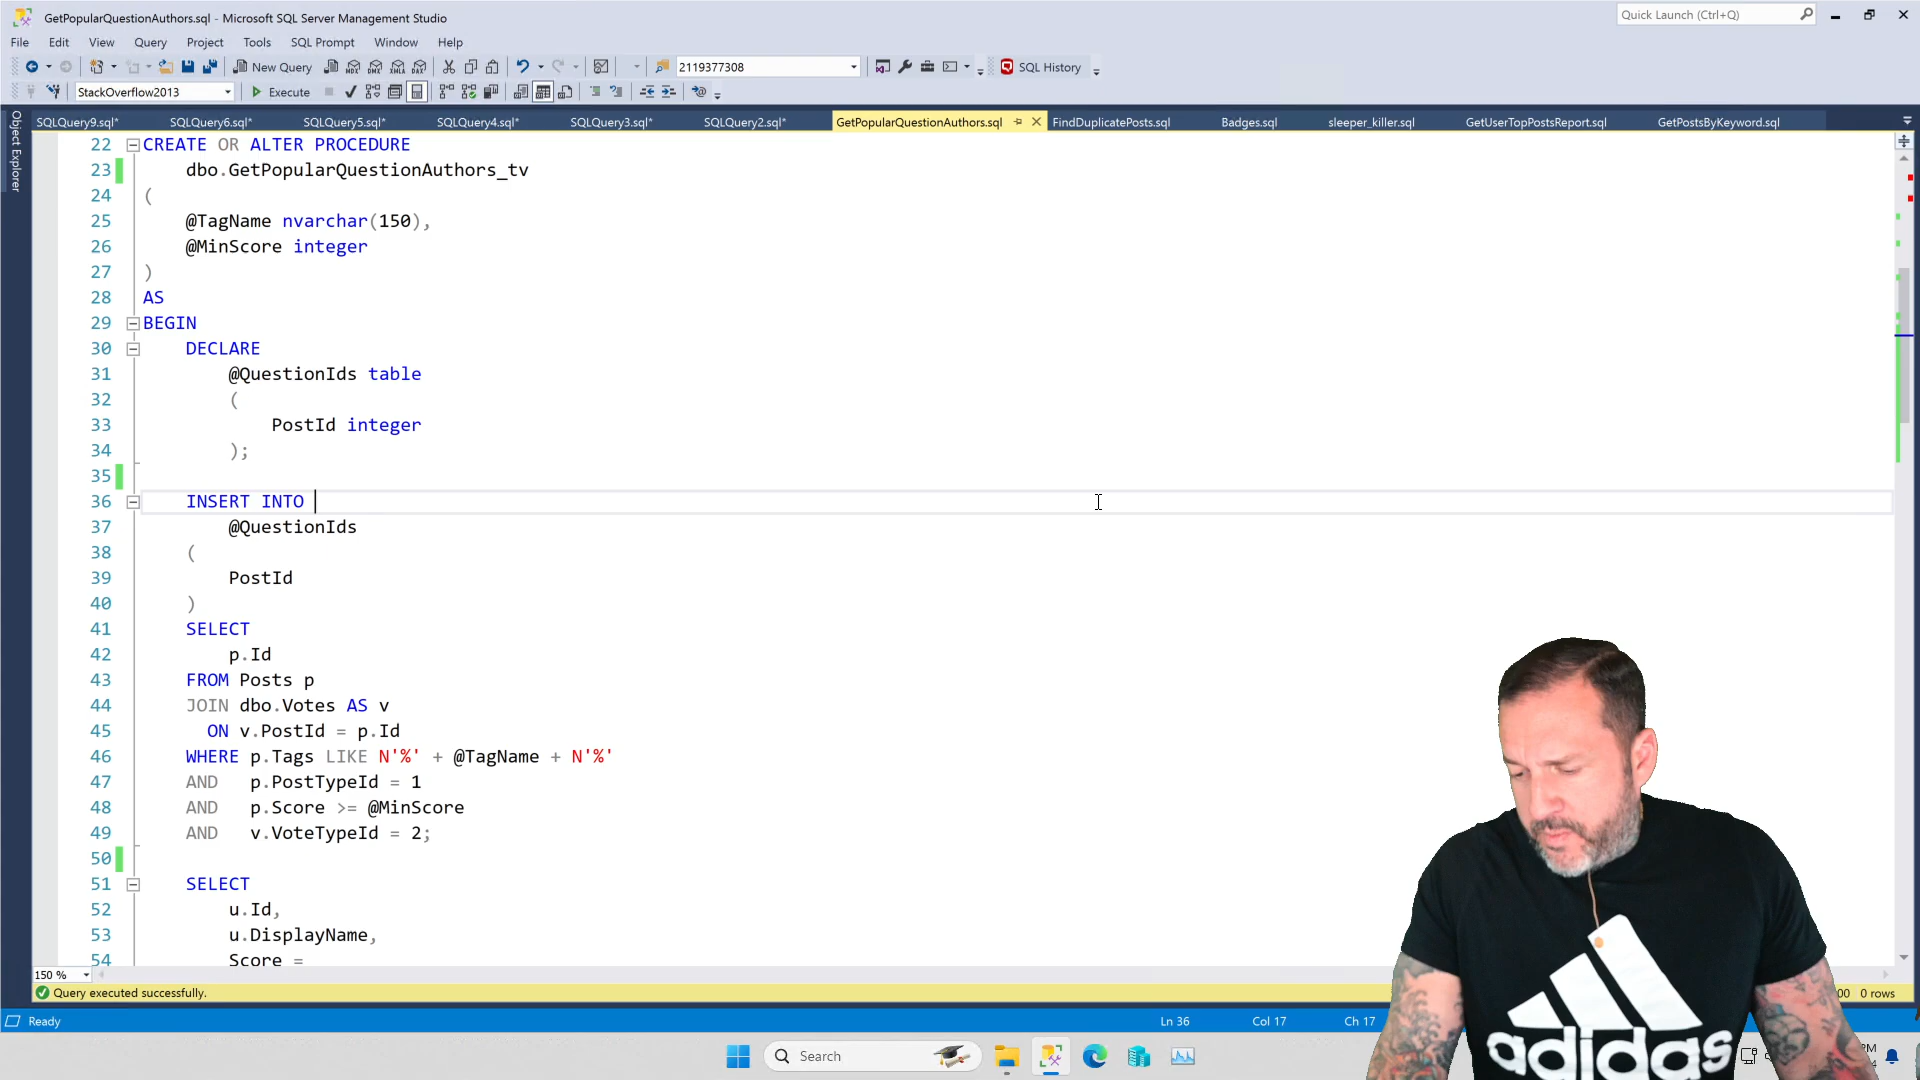 GetPopularQuestionAuthors.sql - Microsoft SQL Server Management Studio
Quick Launch (Ctrl+Q)
File Edit View Query Project Tools SQL Prompt Window Help
New Query
2119377308
SQL History
StackOverflow2013
Execute
SQLQuery9.sql* SQLQuery6.sql* SQLQuery5.sql* SQLQuery4.sql* SQLQuery3.sql* SQLQuery2.sql* GetPopularQuestionAuthors.sql FindDuplicatePosts.sql Badges.sql sleeper_killer.sql GetUserTopPostsReport.sql GetPostsByKeyword.sql
Object Explorer
22 CREATE OR ALTER PROCEDURE
23 dbo.GetPopularQuestionAuthors_tv
24 (
25 @TagName nvarchar(150),
26 @MinScore integer
27 )
28 AS
29 BEGIN
30 DECLARE
31 @QuestionIds table
32 (
33 PostId integer
34 );
35
36 INSERT INTO
37 @QuestionIds
38 (
39 PostId
40 )
41 SELECT
42 p.Id
43 FROM Posts p
44 JOIN dbo.Votes AS v
45 ON v.PostId = p.Id
46 WHERE p.Tags LIKE N'%' + @TagName + N'%'
47 AND p.PostTypeId = 1
48 AND p.Score >= @MinScore
49 AND v.VoteTypeId = 2;
50
51 SELECT
52 u.Id,
53 u.DisplayName,
54 Score =
150 %
Query executed successfully.
00 0 rows
Ready
Ln 36 Col 17 Ch 17
Search
adidas